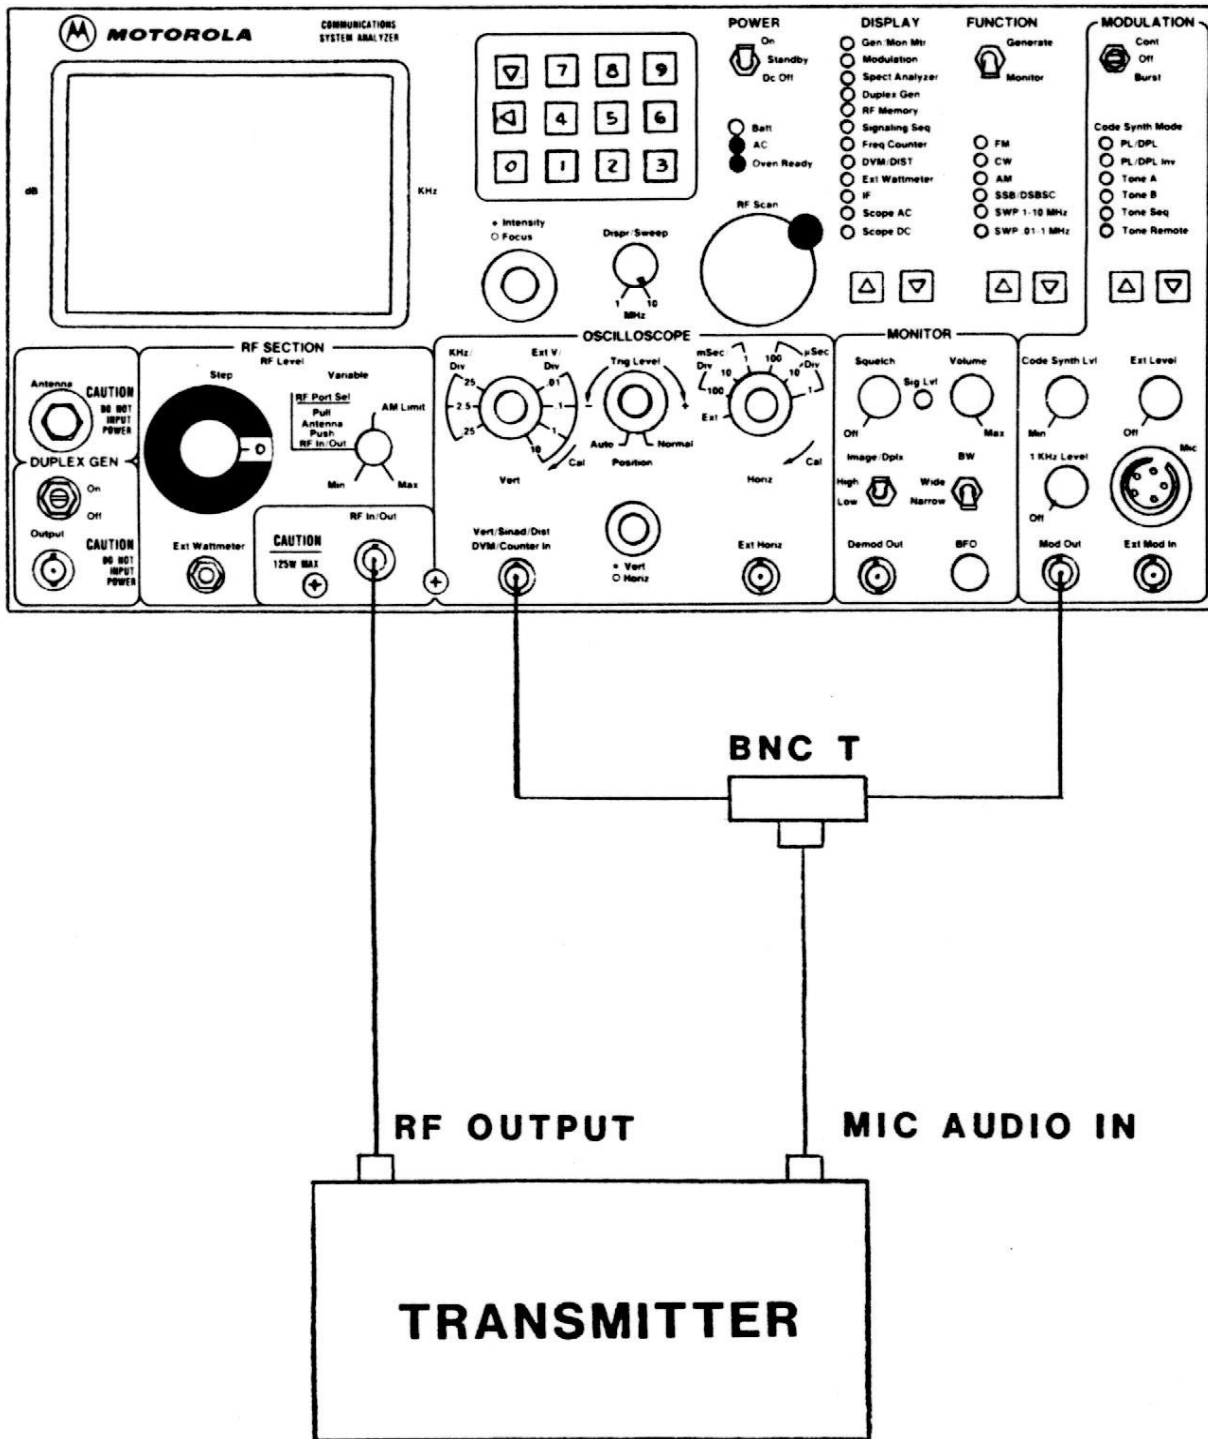 MOTOROLA
COMMUNICATIONS
SYSTEM ANALYZER
dB
KHz
7 8 9
4 5 6
0 1 2 3
Intensity
Focus
Dispr/Sweep
1 10
MHz
POWER
On
Standby
Dc Off
Batt
AC
Oven Ready
RF Scan
DISPLAY
Gen/Mon Mtr
Modulation
Spect Analyzer
Duplex Gen
RF Memory
Signaling Seq
Freq Counter
DVM/DIST
Ext Wattmeter
IF
Scope AC
Scope DC
FUNCTION
Generate
Monitor
FM
CW
AM
SSB/DSBSC
SWP 1-10 MHz
SWP .01-1 MHz
MODULATION
Cont
Off
Burst
Code Synth Mode
PL/DPL
PL/DPL Inv
Tone A
Tone B
Tone Seq
Tone Remote
Antenna
CAUTION
DO NOT
INPUT
POWER
DUPLEX GEN
On
Off
Output
CAUTION
DO NOT
INPUT
POWER
RF SECTION
RF Level
Step
Variable
0
RF Port Sel
Pull
Antenna
Push
RF In/Out
AM Limit
Min
Max
Ext Wattmeter
CAUTION
125W MAX
RF In/Out
OSCILLOSCOPE
KHz/
Div
25
2.5
.25
Ext V/
Div
.01
.1
1
10
Cal
Vert
Trig Level
-
+
Auto
Normal
Position
Vert
Horiz
mSec
Div
1
10
100
Ext
µSec
Div
100
10
1
Cal
Horiz
Vert/Sinad/Dist
DVM/Counter In
Ext Horiz
MONITOR
Squelch
Off
Sig Lvl
Volume
Max
Image/Dplx
High
Low
BW
Wide
Narrow
Demod Out
BFO
Code Synth Lvl
Min
Ext Level
Off
1 KHz Level
Off
Mic
Mod Out
Ext Mod In
BNC T
RF OUTPUT
MIC AUDIO IN
TRANSMITTER